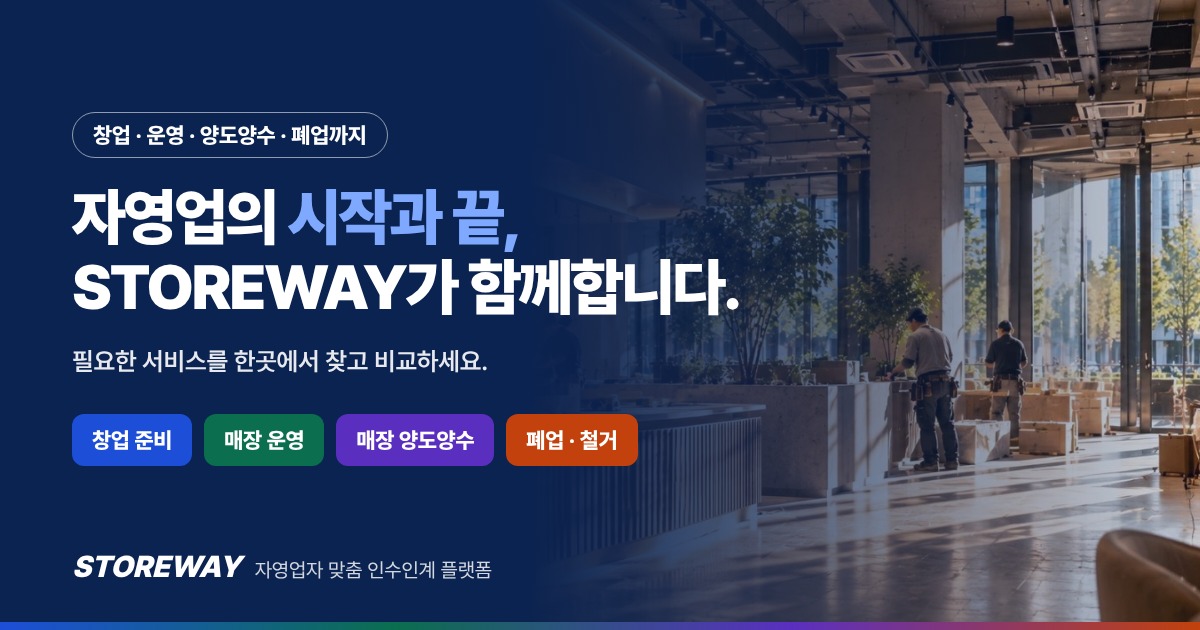 창업 · 운영 · 양도양수 · 폐업까지
자영업의 시작과 끝,
STOREWAY가 함께합니다.
필요한 서비스를 한곳에서 찾고 비교하세요.
창업 준비 매장 운영 매장 양도양수 폐업 · 철거
STOREWAY 자영업자 맞춤 인수인계 플랫폼